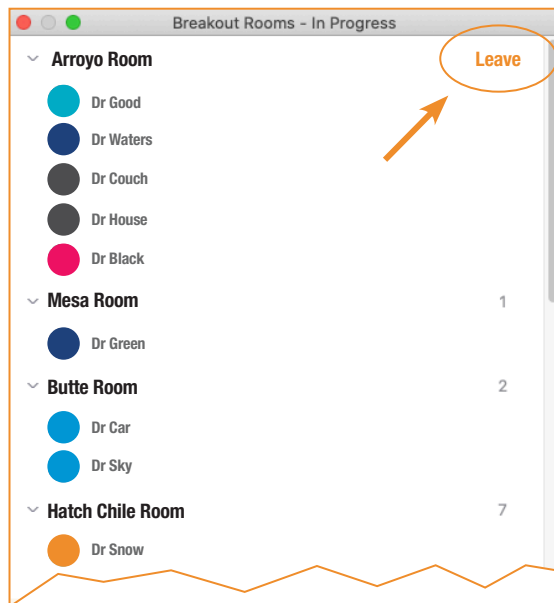 Breakout Rooms - In Progress
Arroyo Room Leave
Dr Good
Dr Waters
Dr Couch
Dr House
Dr Black
Mesa Room 1
Dr Green
Butte Room 2
Dr Car
Dr Sky
Hatch Chile Room 7
Dr Snow